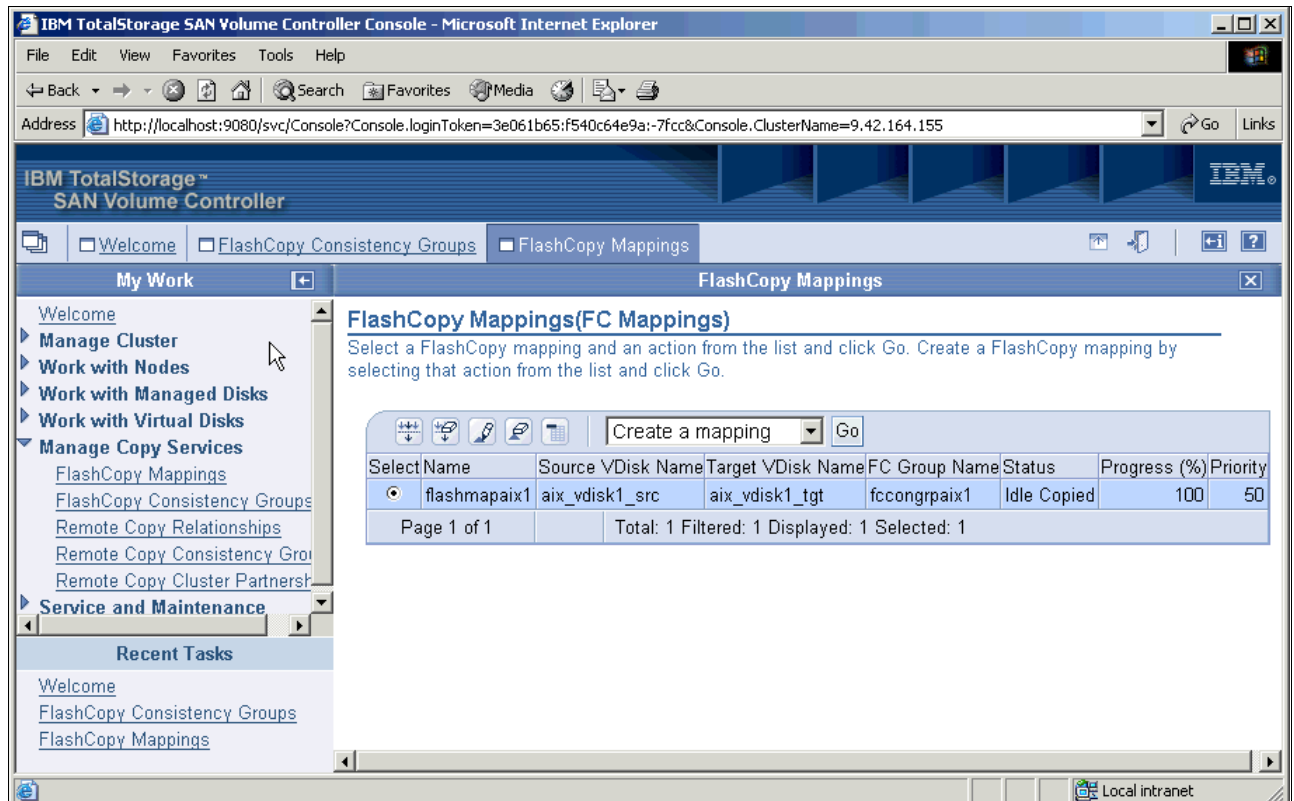 IBM TotalStorage SAN Volume Controller Console - Microsoft Internet Explorer
File Edit View Favorites Tools Help
Back Search Favorites Media
Address http://localhost:9080/svc/Console?Console.loginToken=3e061b65:f540c64e9a:-7fcc&Console.ClusterName=9.42.164.155 Go Links
IBM TotalStorage™
SAN Volume Controller
IBM®
Welcome FlashCopy Consistency Groups FlashCopy Mappings
My Work
FlashCopy Mappings
Welcome
Manage Cluster
Work with Nodes
Work with Managed Disks
Work with Virtual Disks
Manage Copy Services
FlashCopy Mappings
FlashCopy Consistency Groups
Remote Copy Relationships
Remote Copy Consistency Grou
Remote Copy Cluster Partnersh
Service and Maintenance
Recent Tasks
Welcome
FlashCopy Consistency Groups
FlashCopy Mappings
FlashCopy Mappings(FC Mappings)
Select a FlashCopy mapping and an action from the list and click Go. Create a FlashCopy mapping by
selecting that action from the list and click Go.
Create a mapping Go
Select Name Source VDisk Name Target VDisk Name FC Group Name Status Progress (%) Priority
flashmapaix1 aix_vdisk1_src aix_vdisk1_tgt fccongrpaix1 Idle Copied 100 50
Page 1 of 1 Total: 1 Filtered: 1 Displayed: 1 Selected: 1
Local intranet